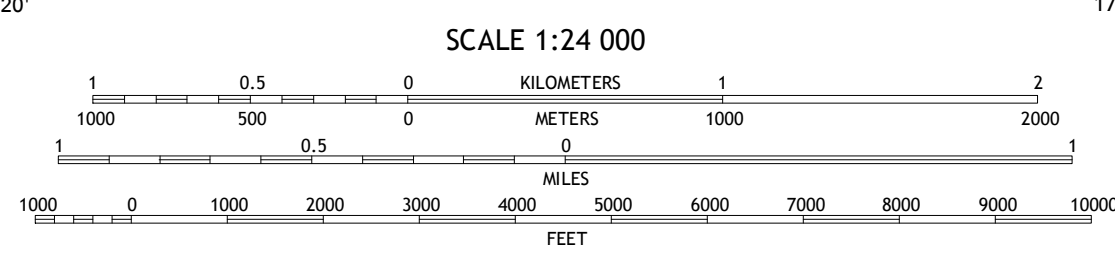 20' 17
SCALE 1:24 000
1 0.5 0 KILOMETERS 1 2
1000 500 0 METERS 1000 2000
1 0.5 0 1
MILES
1000 0 1000 2000 3000 4000 5000 6000 7000 8000 9000 10000
FEET